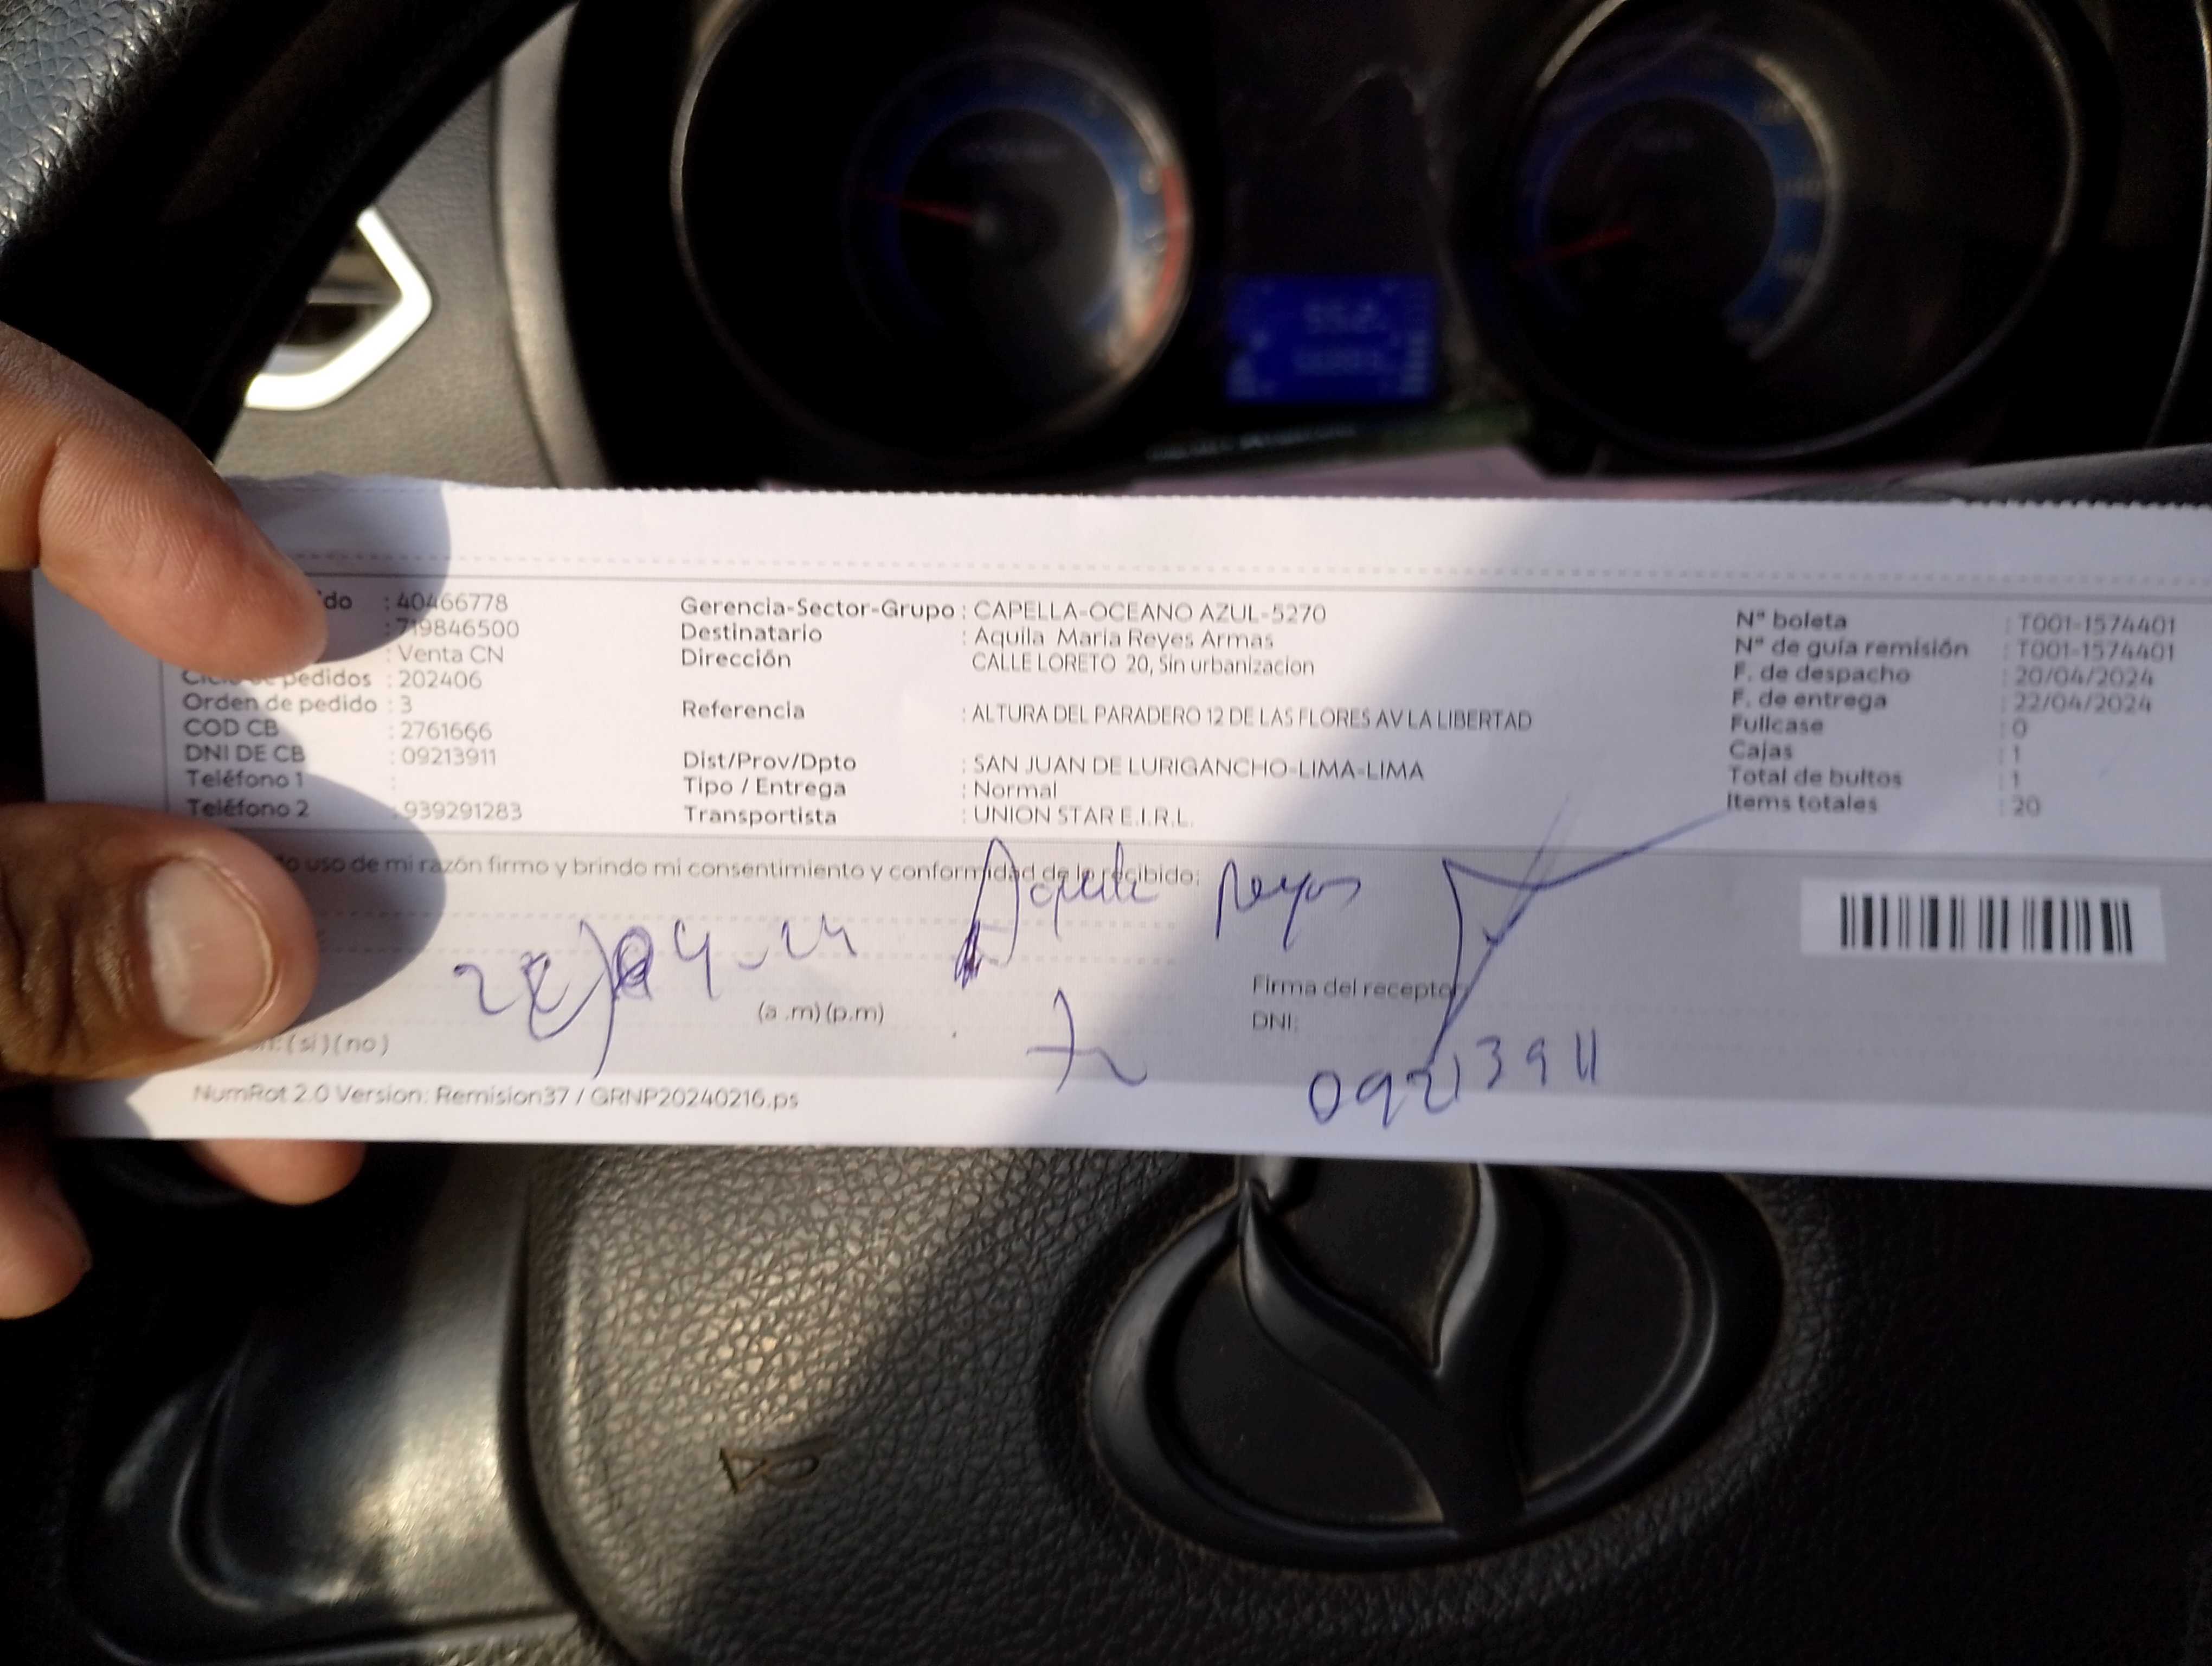 do : 40466778
: 719846500
: Venta CN
pedidos : 202406
Orden de pedido : 3
COD CB : 2761666
DNI DE CB : 09213911
Teléfono 1 :
Teléfono 2 : 939291283
Gerencia-Sector-Grupo : CAPELLA-OCEANO AZUL-5270
Destinatario : Aquila Maria Reyes Armas
Dirección CALLE LORETO 20, Sin urbanizacion
Referencia : ALTURA DEL PARADERO 12 DE LAS FLORES AV LA LIBERTAD
Dist/Prov/Dpto : SAN JUAN DE LURIGANCHO-LIMA-LIMA
Tipo / Entrega : Normal
Transportista : UNION STAR E.I.R.L.
Nº boleta : T001-1574401
Nº de guía remisión : T001-1574401
F. de despacho : 20/04/2024
F. de entrega : 22/04/2024
Fullcase : 0
Cajas : 1
Total de bultos : 1
Items totales : 20
o uso de mi razón firmo y brindo mi consentimiento y conformidad de lo recibido:
Aquila Reyes
(a .m) (p.m)
Firma del receptor
DNI:
09213911
(si) (no)
NumRot 2.0 Version: Remision37 / GRNP20240216.ps